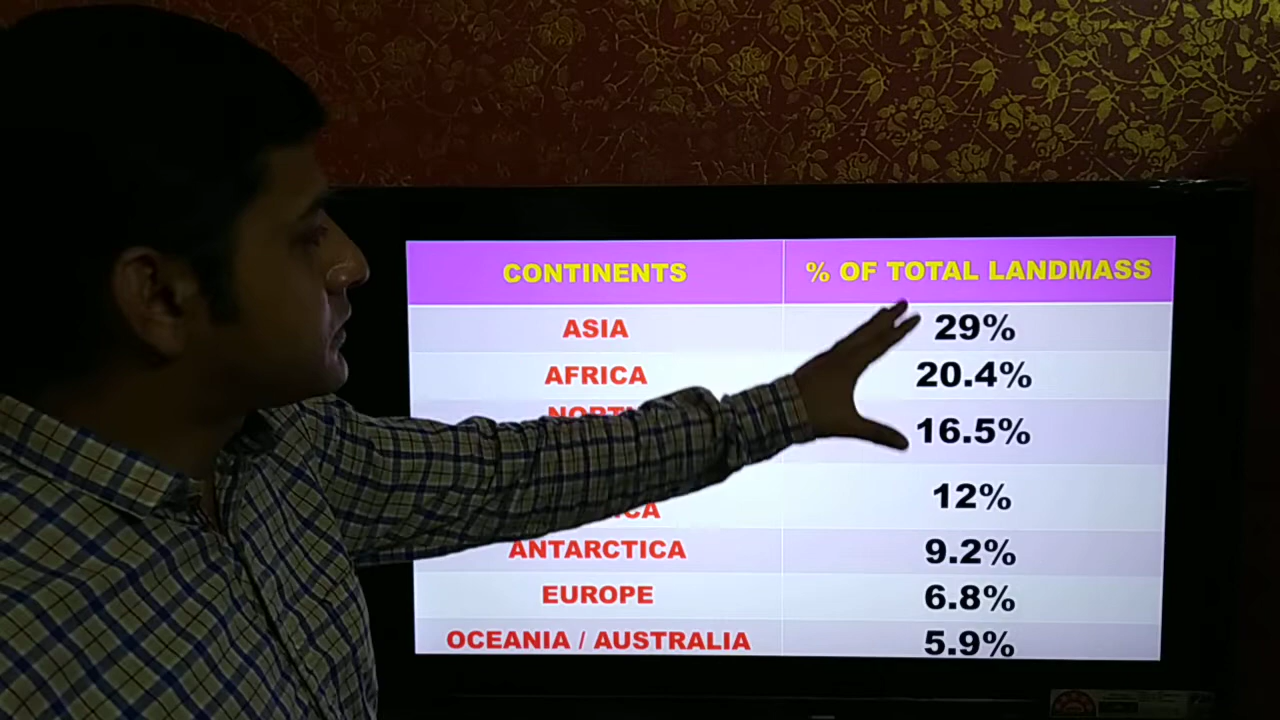 CONTINENTS % OF TOTAL LANDMASS
ASIA 29%
AFRICA 20.4%
16.5%
12%
ANTARCTICA 9.2%
EUROPE 6.8%
OCEANIA / AUSTRALIA 5.9%